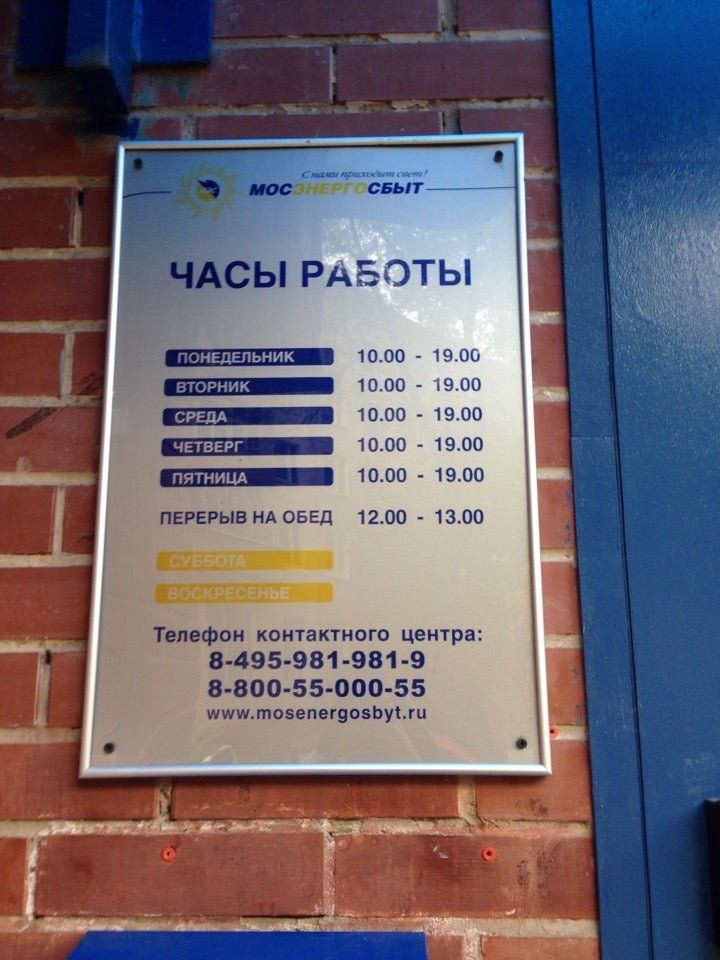 С нами приходит свет!
МОСЭНЕРГОСБЫТ
ЧАСЫ РАБОТЫ
ПОНЕДЕЛЬНИК 10.00 - 19.00
ВТОРНИК 10.00 - 19.00
СРЕДА 10.00 - 19.00
ЧЕТВЕРГ 10.00 - 19.00
ПЯТНИЦА 10.00 - 19.00
ПЕРЕРЫВ НА ОБЕД 12.00 - 13.00
СУББОТА
ВОСКРЕСЕНЬЕ
Телефон контактного центра:
8-495-981-981-9
8-800-55-000-55
www.mosenergosbyt.ru